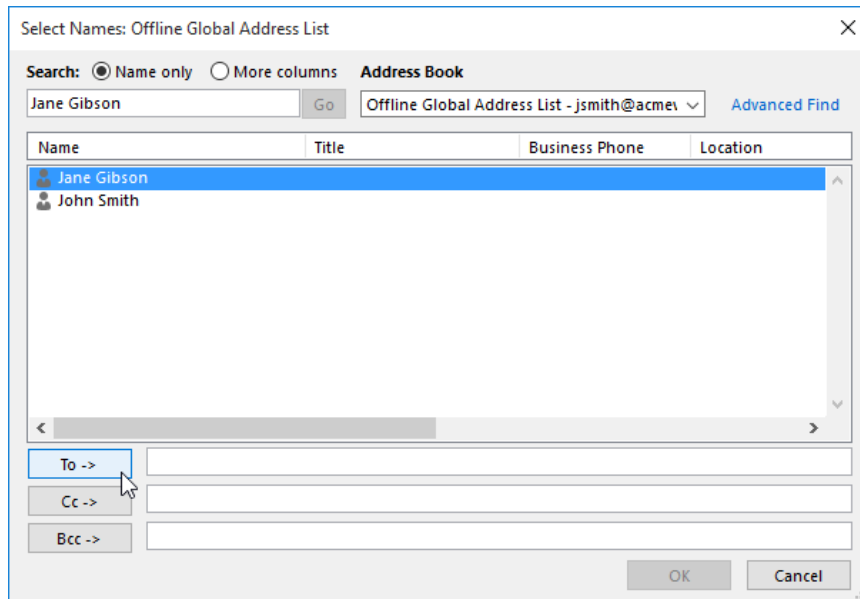 Select Names: Offline Global Address List
Search: Name only More columns Address Book
Jane Gibson Go Offline Global Address List - jsmith@acmev Advanced Find
Name Title Business Phone Location
Jane Gibson
John Smith
To ->
Cc ->
Bcc ->
OK Cancel